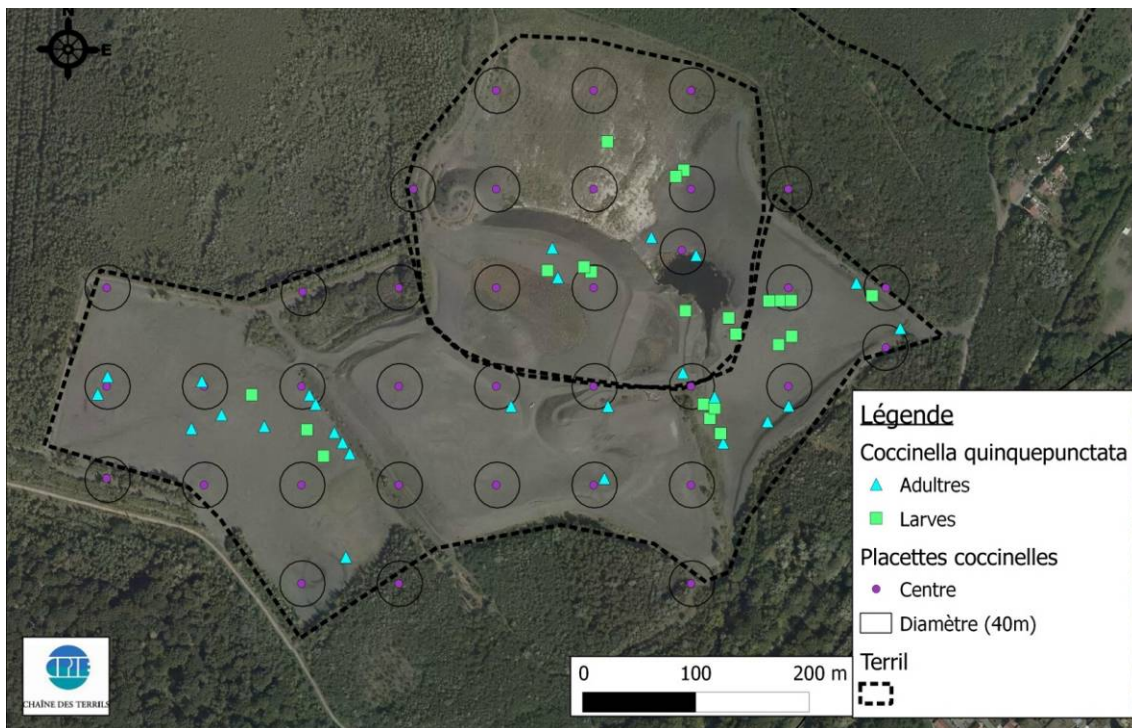 N
E
Légende
Coccinella quinquepunctata
Adultres
Larves
Placettes coccinelles
Centre
Diamètre (40m)
Terril
0 100 200 m
CPIE
CHAÎNE DES TERRILS